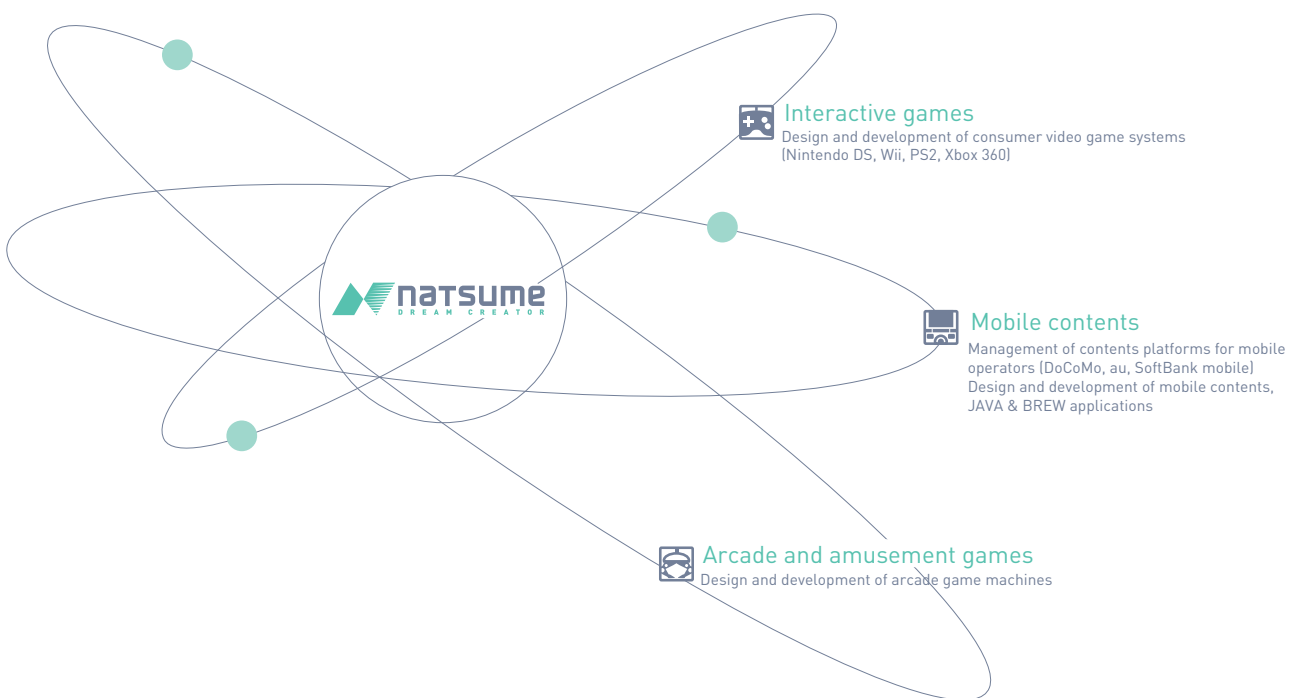 Interactive games
Design and development of consumer video game systems
(Nintendo DS, Wii, PS2, Xbox 360)
natsume
DREAM CREATOR
Mobile contents
Management of contents platforms for mobile
operators (DoCoMo, au, SoftBank mobile)
Design and development of mobile contents,
JAVA & BREW applications
Arcade and amusement games
Design and development of arcade game machines